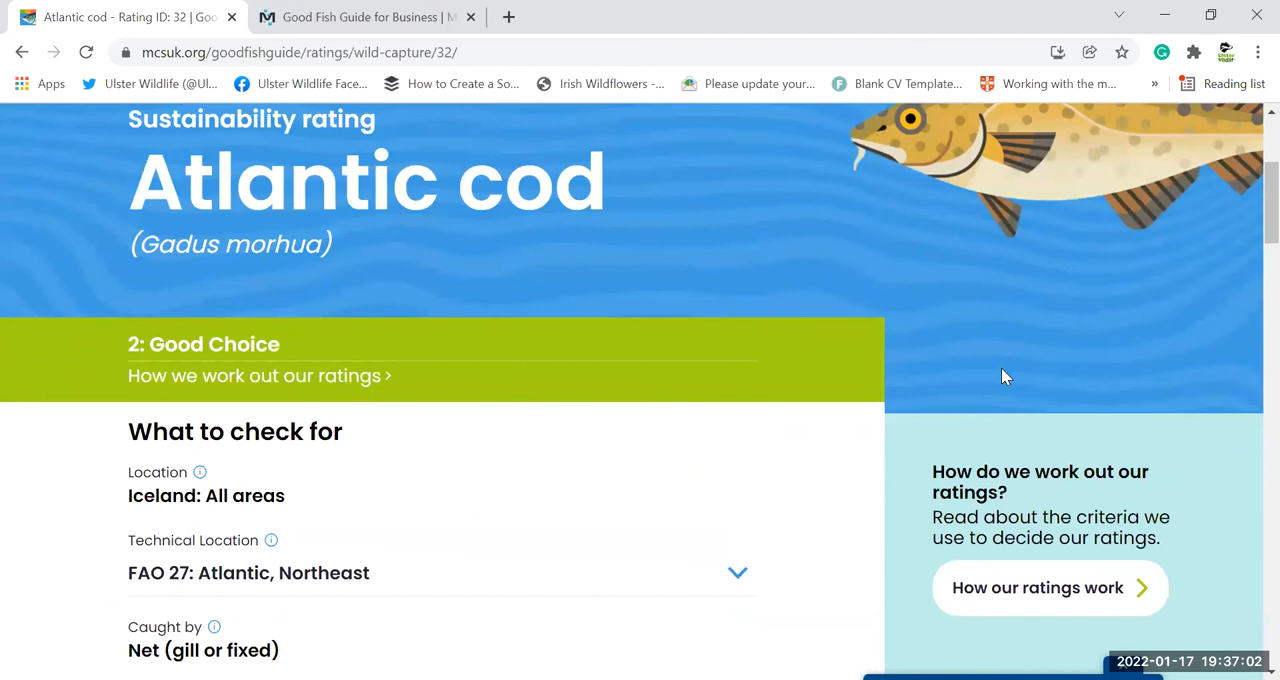 Atlantic cod - Rating ID: 32 | Goo
Good Fish Guide for Business | M
mcsuk.org/goodfishguide/ratings/wild-capture/32/
Apps
Ulster Wildlife (@Ul...
Ulster Wildlife Face...
How to Create a So...
Irish Wildflowers -...
Please update your...
Blank CV Template...
Working with the m...
»
Reading list
Sustainability rating
Atlantic cod
(Gadus morhua)
2: Good Choice
How we work out our ratings >
What to check for
Location
Iceland: All areas
Technical Location
FAO 27: Atlantic, Northeast
Caught by
Net (gill or fixed)
How do we work out our
ratings?
Read about the criteria we
use to decide our ratings.
How our ratings work
2022-01-17 19:37:02